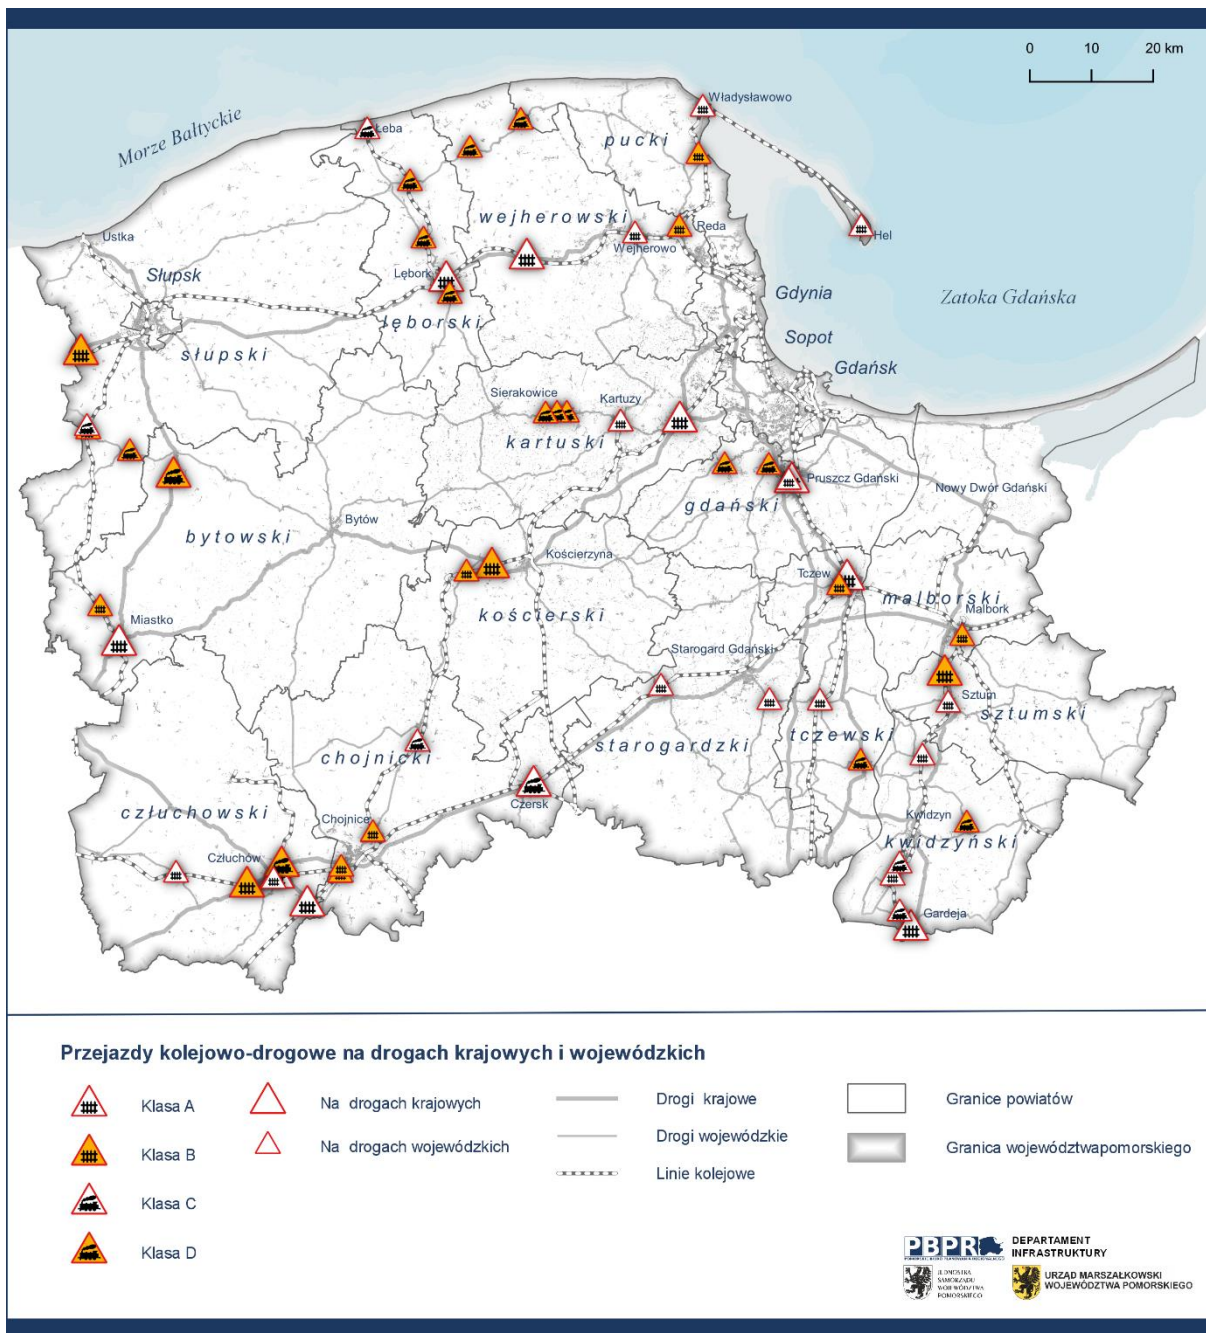 0 10 20 km
Władysławowo
Łeba
Morze Bałtyckie
pucki
wejherowski
Reda
Hel
Ustka
Wejherowo
Słupsk
Lębork
Gdynia
Zatoka Gdańska
lęborski
Sopot
słupski
Gdańsk
Sierakowice
Kartuzy
kartuski
Pruszcz Gdański
Nowy Dwór Gdański
gdański
Bytów
bytowski
Kościerzyna
Tczew
malborski
Malbork
kościerski
Miastko
Starogard Gdański
Sztum
sztumski
starogardzki
tczewski
chojnicki
Czersk
człuchowski
Chojnice
Kwidzyn
kwidzyński
Człuchów
Gardeja
Przejazdy kolejowo-drogowe na drogach krajowych i wojewódzkich
Klasa A
Klasa B
Klasa C
Klasa D
Na drogach krajowych
Na drogach wojewódzkich
Drogi krajowe
Drogi wojewódzkie
Linie kolejowe
Granice powiatów
Granica województwapomorskiego
PBPR
DEPARTAMENT
INFRASTRUKTURY
JEDNOSTKA
SAMORZĄDU
WOJEWÓDZTWA
POMORSKIEGO
URZĄD MARSZAŁKOWSKI
WOJEWÓDZTWA POMORSKIEGO